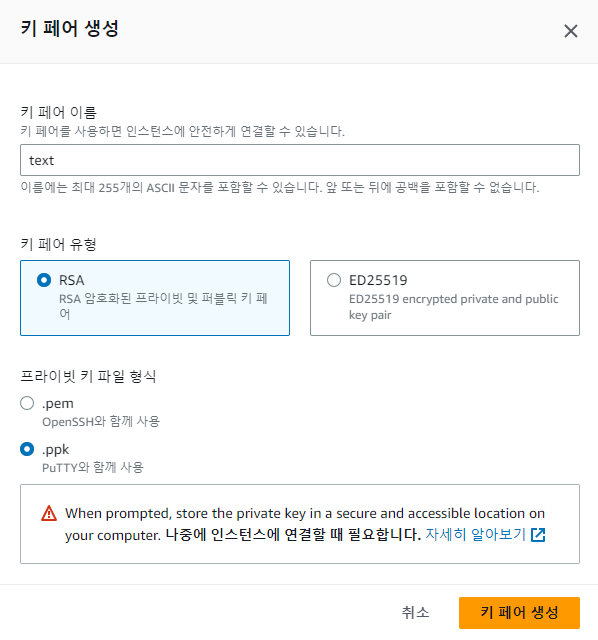 키 페어 생성
키 페어 이름
키 페어를 사용하면 인스턴스에 안전하게 연결할 수 있습니다.
text
이름에는 최대 255개의 ASCII 문자를 포함할 수 있습니다. 앞 또는 뒤에 공백을 포함할 수 없습니다.
키 페어 유형
RSA
RSA 암호화된 프라이빗 및 퍼블릭 키 페
어
ED25519
ED25519 encrypted private and public
key pair
프라이빗 키 파일 형식
.pem
OpenSSH와 함께 사용
.ppk
PuTTY와 함께 사용
When prompted, store the private key in a secure and accessible location on
your computer. 나중에 인스턴스에 연결할 때 필요합니다. 자세히 알아보기
취소
키 페어 생성